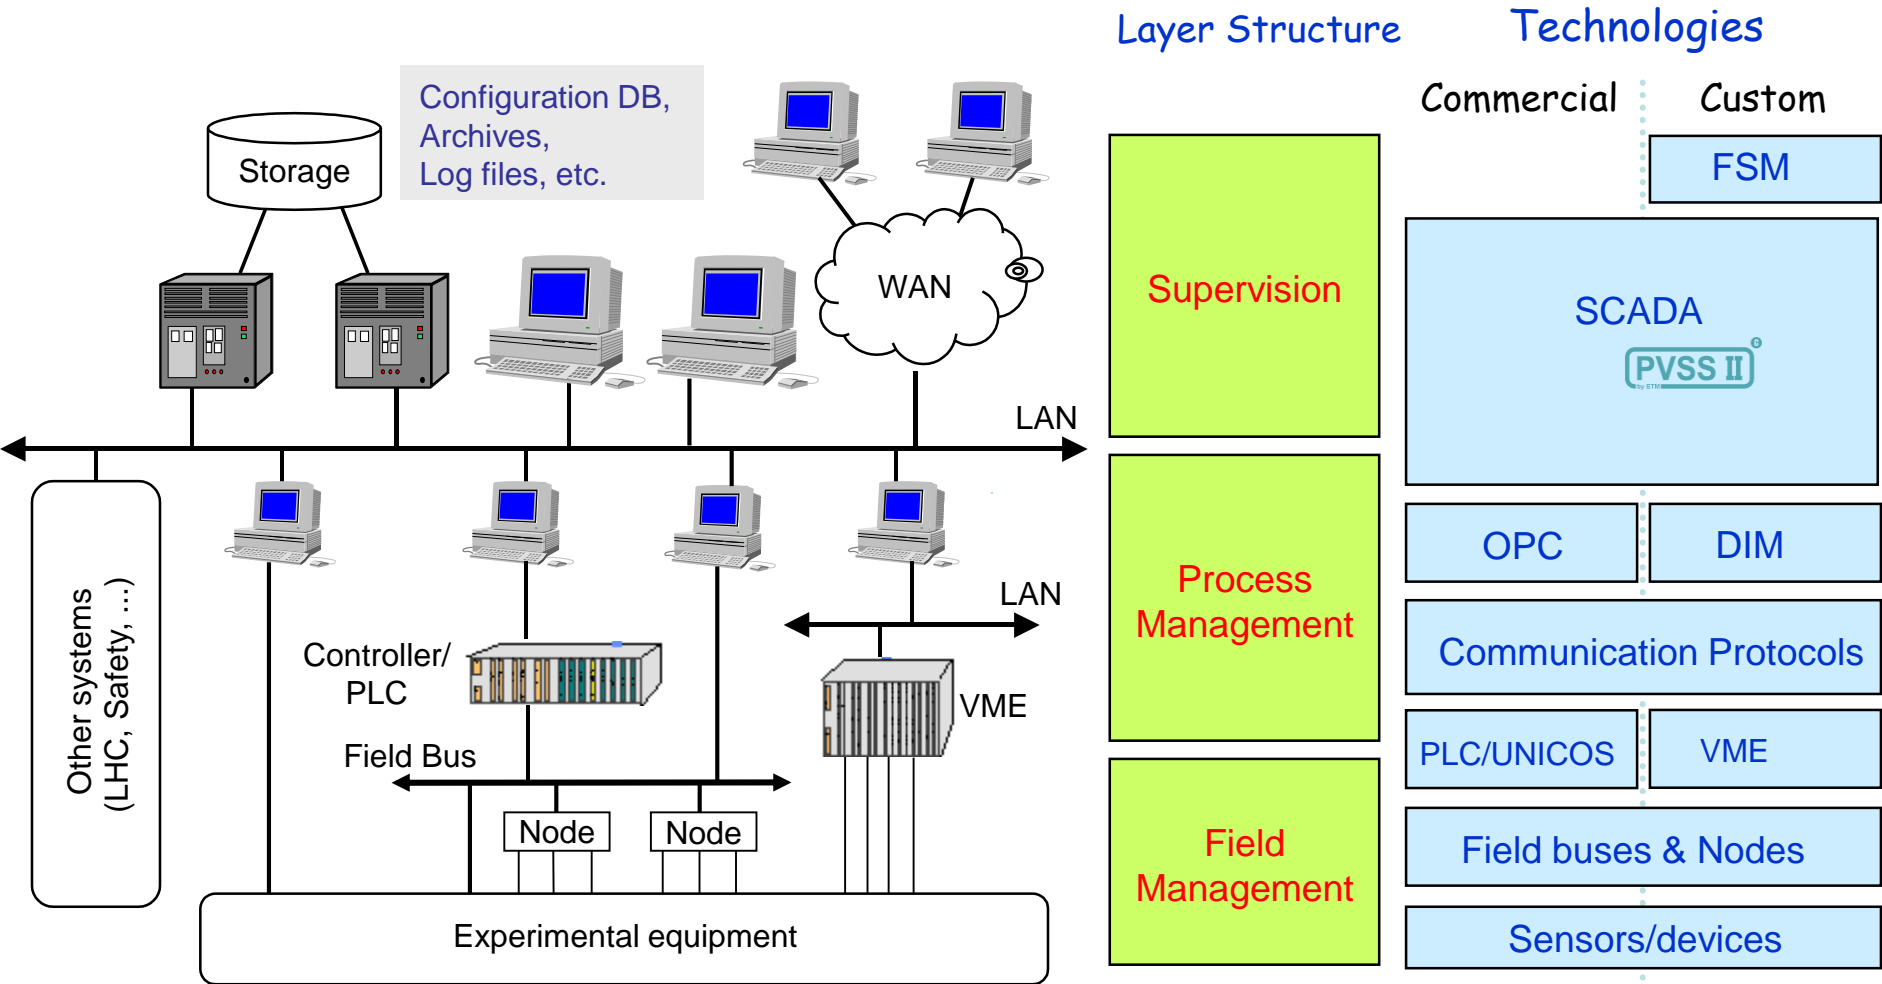 Layer Structure
Technologies
Commercial
Custom
Configuration DB,
Archives,
Log files, etc.
Storage
WAN
LAN
Other systems
(LHC, Safety, ...)
LAN
Controller/
PLC
VME
Field Bus
Node
Node
Experimental equipment
Supervision
Process
Management
Field
Management
FSM
SCADA
PVSS II
by ETM
OPC
DIM
Communication Protocols
PLC/UNICOS
VME
Field buses & Nodes
Sensors/devices